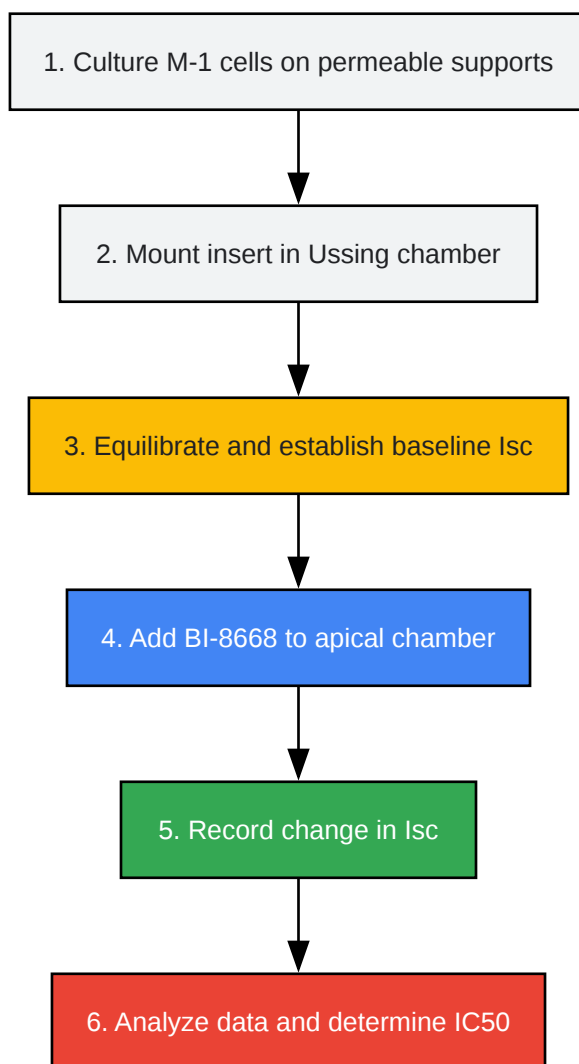 1. Culture M-1 cells on permeable supports
2. Mount insert in Ussing chamber
3. Equilibrate and establish baseline Isc
4. Add BI-8668 to apical chamber
5. Record change in Isc
6. Analyze data and determine IC50